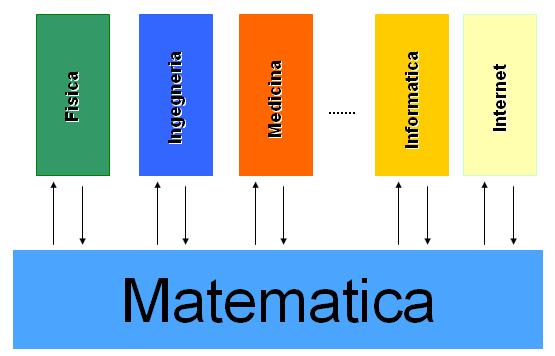 Fisica
Ingegneria
Medicina
.......
Informatica
Internet
Matematica